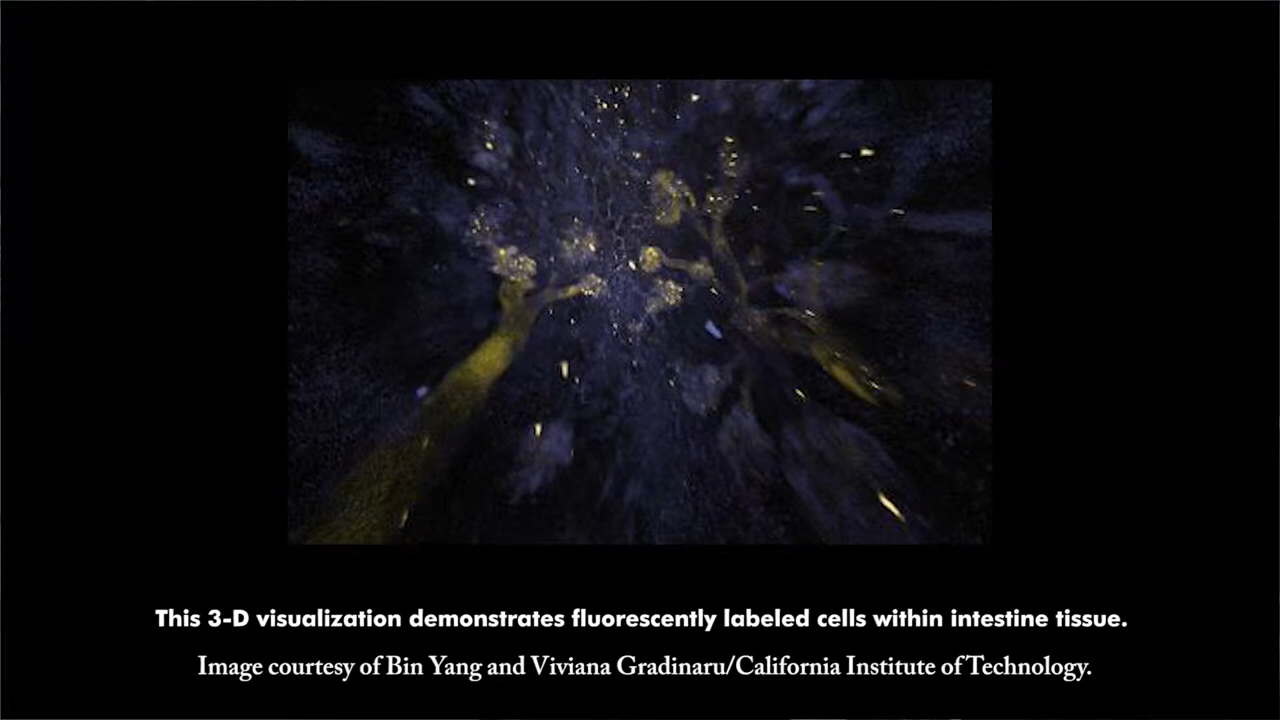 This 3-D visualization demonstrates fluorescently labeled cells within intestine tissue.
Image courtesy of Bin Yang and Viviana Gradinaru/California Institute of Technology.